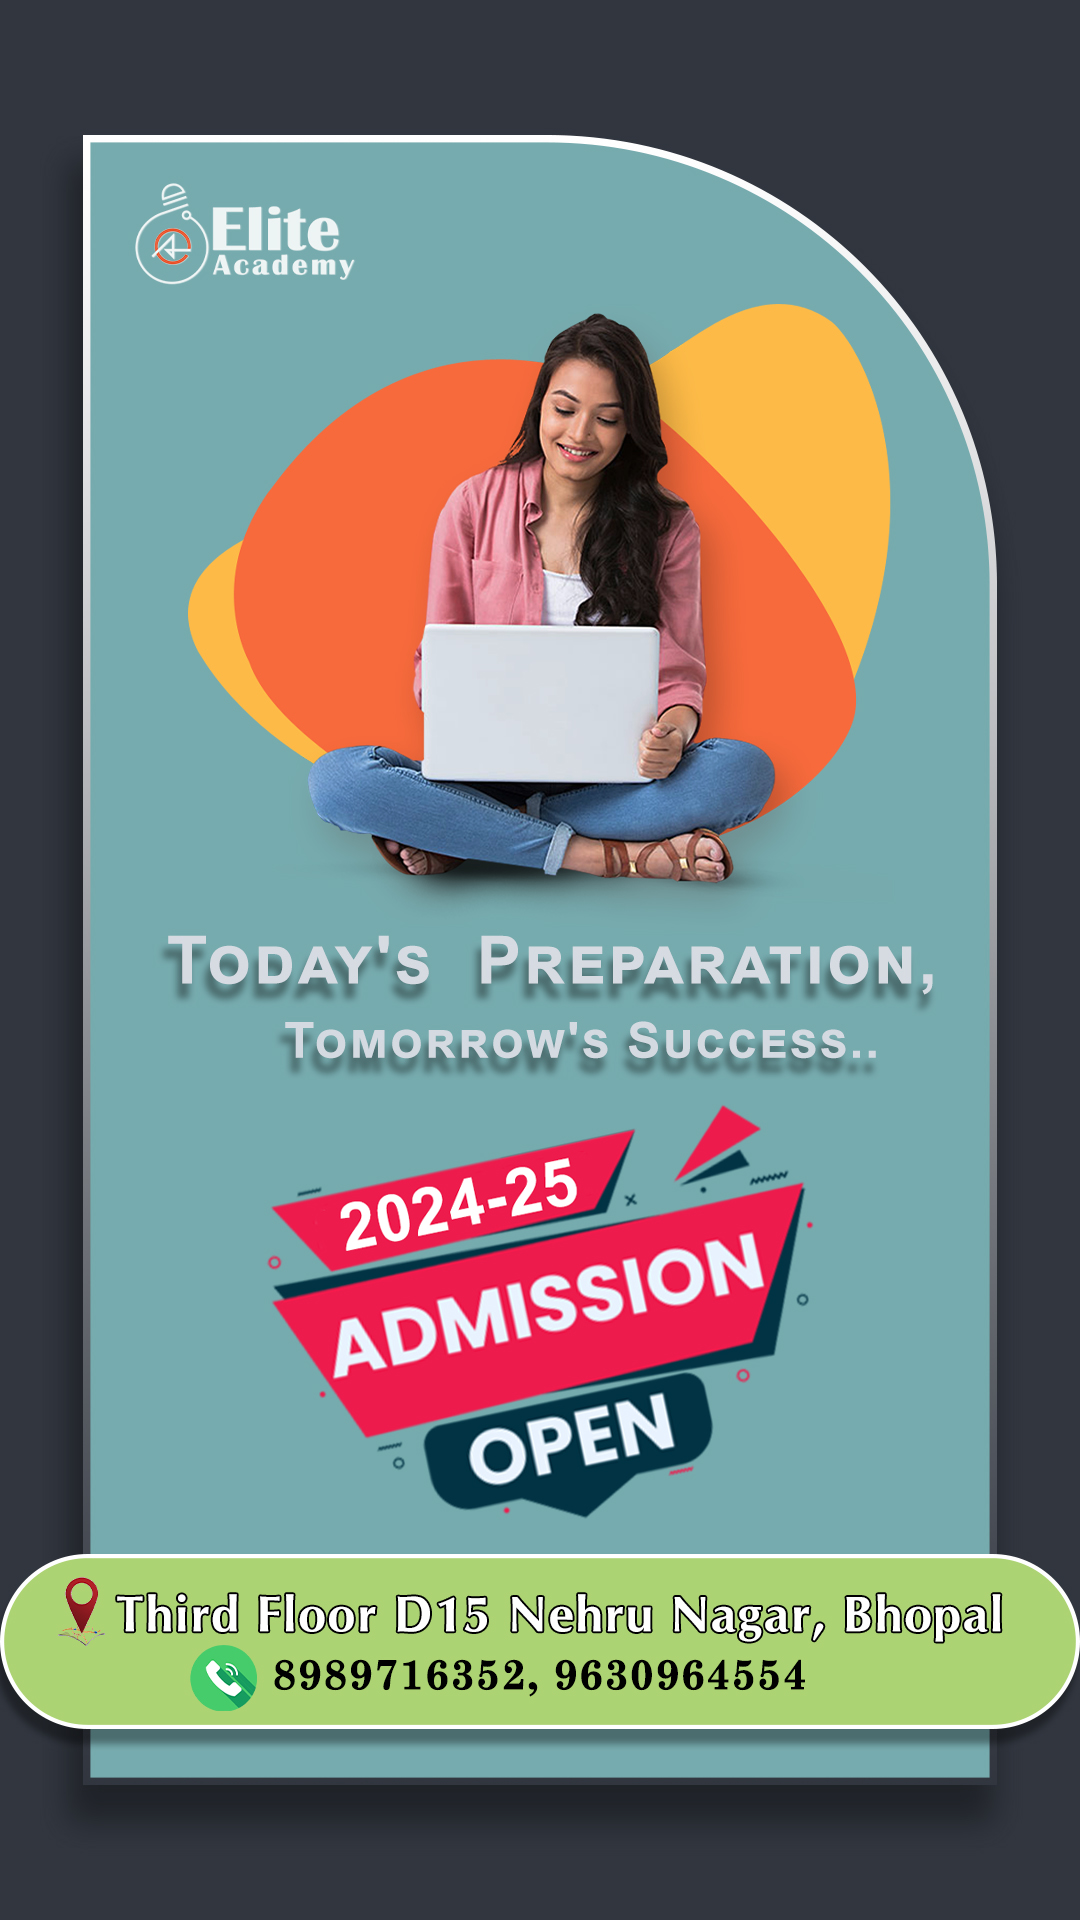 Elite
Academy
Today's Preparation,
Tomorrow's Success..
2024-25
ADMISSION
OPEN
Third Floor D15 Nehru Nagar, Bhopal
8989716352, 9630964554